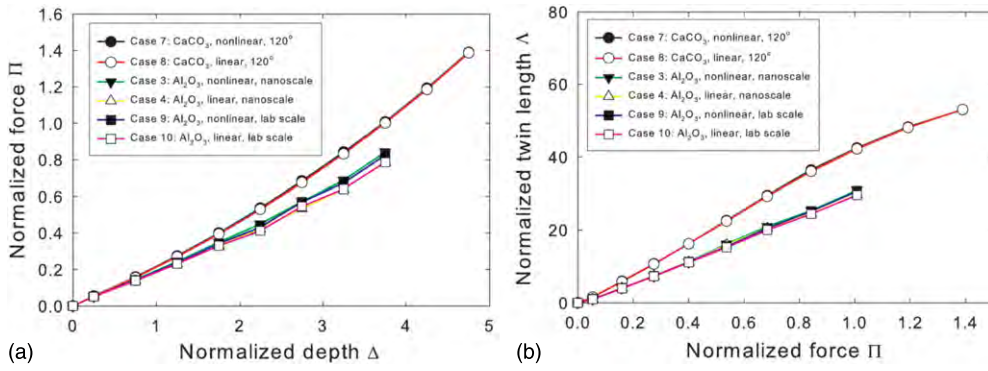 Normalized force Π
1.6
1.4
1.2
1.0
0.8
0.6
0.4
0.2
0.0
Case 7: CaCO₃, nonlinear, 120°
Case 8: CaCO₃, linear, 120°
Case 3: Al₂O₃, nonlinear, nanoscale
Case 4: Al₂O₃, linear, nanoscale
Case 9: Al₂O₃, nonlinear, lab scale
Case 10: Al₂O₃, linear, lab scale
0 1 2 3 4 5
(a) Normalized depth Δ
Normalized twin length Λ
80
60
40
20
0
Case 7: CaCO₃, nonlinear, 120°
Case 8: CaCO₃, linear, 120°
Case 3: Al₂O₃, nonlinear, nanoscale
Case 4: Al₂O₃, linear, nanoscale
Case 9: Al₂O₃, nonlinear, lab scale
Case 10: Al₂O₃, linear, lab scale
0.0 0.2 0.4 0.6 0.8 1.0 1.2 1.4
(b) Normalized force Π